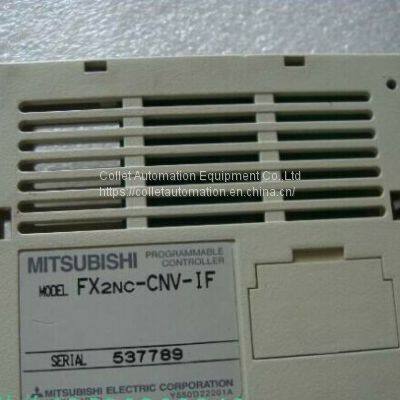 Collet Automation Equipment Co.,Ltd
https://colletautomation.en.china.cn/
MITSUBISHI PROGRAMMABLE CONTROLLER
MODEL FX2NC-CNV-IF
SERIAL 537789
MITSUBISHI ELECTRIC CORPORATION